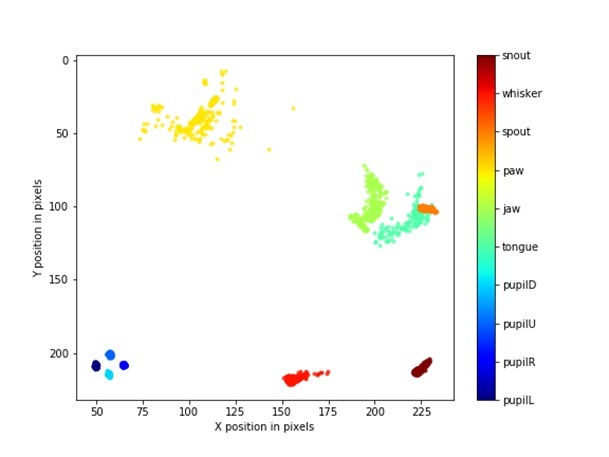 0
50
100
150
200
Y position in pixels
50
75
100
125
150
175
200
225
X position in pixels
snout
whisker
spout
paw
jaw
tongue
pupilD
pupilU
pupilR
pupilL